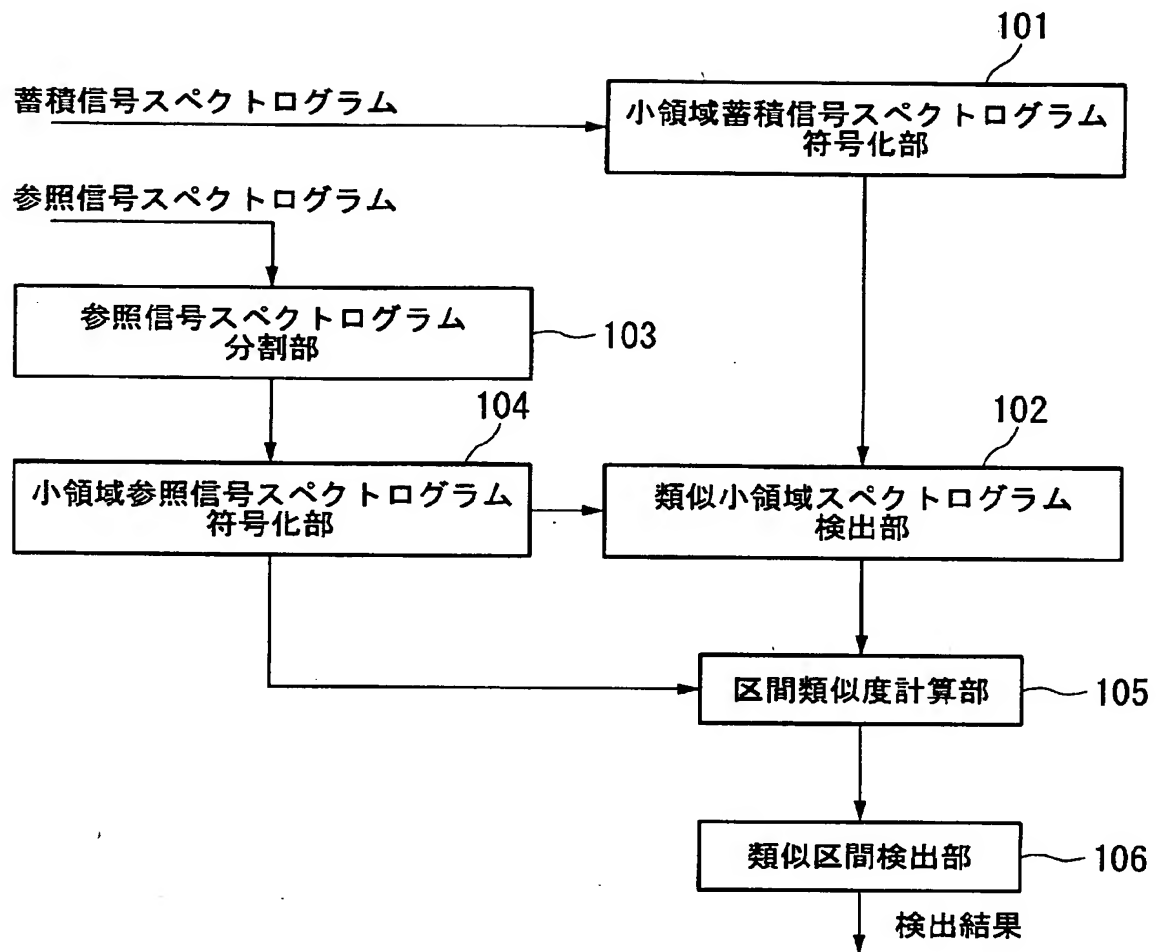 101
蓄積信号スペクトログラム
小領域蓄積信号スペクトログラム
符号化部
参照信号スペクトログラム
参照信号スペクトログラム
分割部
103
104
102
小領域参照信号スペクトログラム
符号化部
類似小領域スペクトログラム
検出部
区間類似度計算部
105
類似区間検出部
106
検出結果